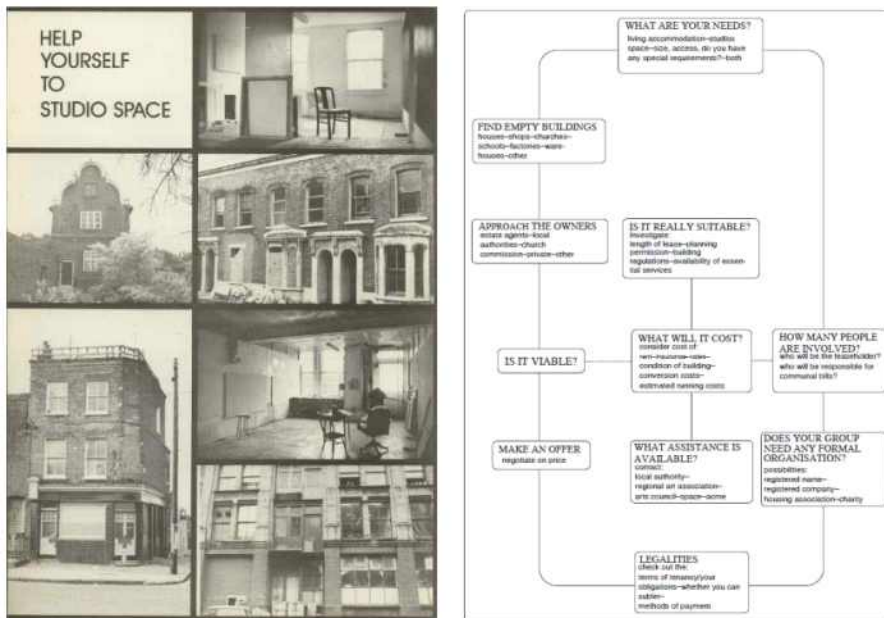 HELP
YOURSELF
TO
STUDIO SPACE
WHAT ARE YOUR NEEDS?
living accommodation–studios
space–size, access, do you have
any special requirements?–both
FIND EMPTY BUILDINGS
houses–shops–churches–
schools–factories–ware-
houses–other
APPROACH THE OWNERS
estate agents–local
authorities–church
commission–private–other
IS IT REALLY SUITABLE?
investigate:
length of lease–planning
permission–building
regulations–availability of essen-
tial services
IS IT VIABLE?
WHAT WILL IT COST?
consider cost of:
rent–insurance–rates–
condition of building–
conversion costs–
estimated running costs
HOW MANY PEOPLE
ARE INVOLVED?
who will be the leaseholder?
who will be responsible for
communal bills?
MAKE AN OFFER
negotiate on price
WHAT ASSISTANCE IS
AVAILABLE?
contact:
local authority–
regional art association–
arts council–space–acme
DOES YOUR GROUP
NEED ANY FORMAL
ORGANISATION?
possibilities:
registered name–
registered company–
housing association–charity
LEGALITIES
check out the:
terms of tenancy/your
obligations–whether you can
sublet–
methods of payment